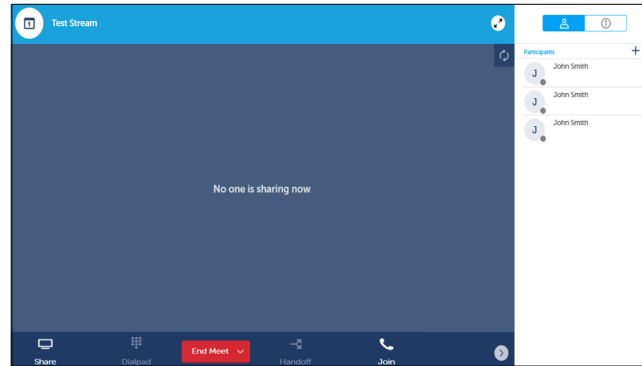 1
Test Stream
Participants
J
John Smith
J
John Smith
J
John Smith
No one is sharing now
Share
Dialpad
End Meet
Handoff
Join